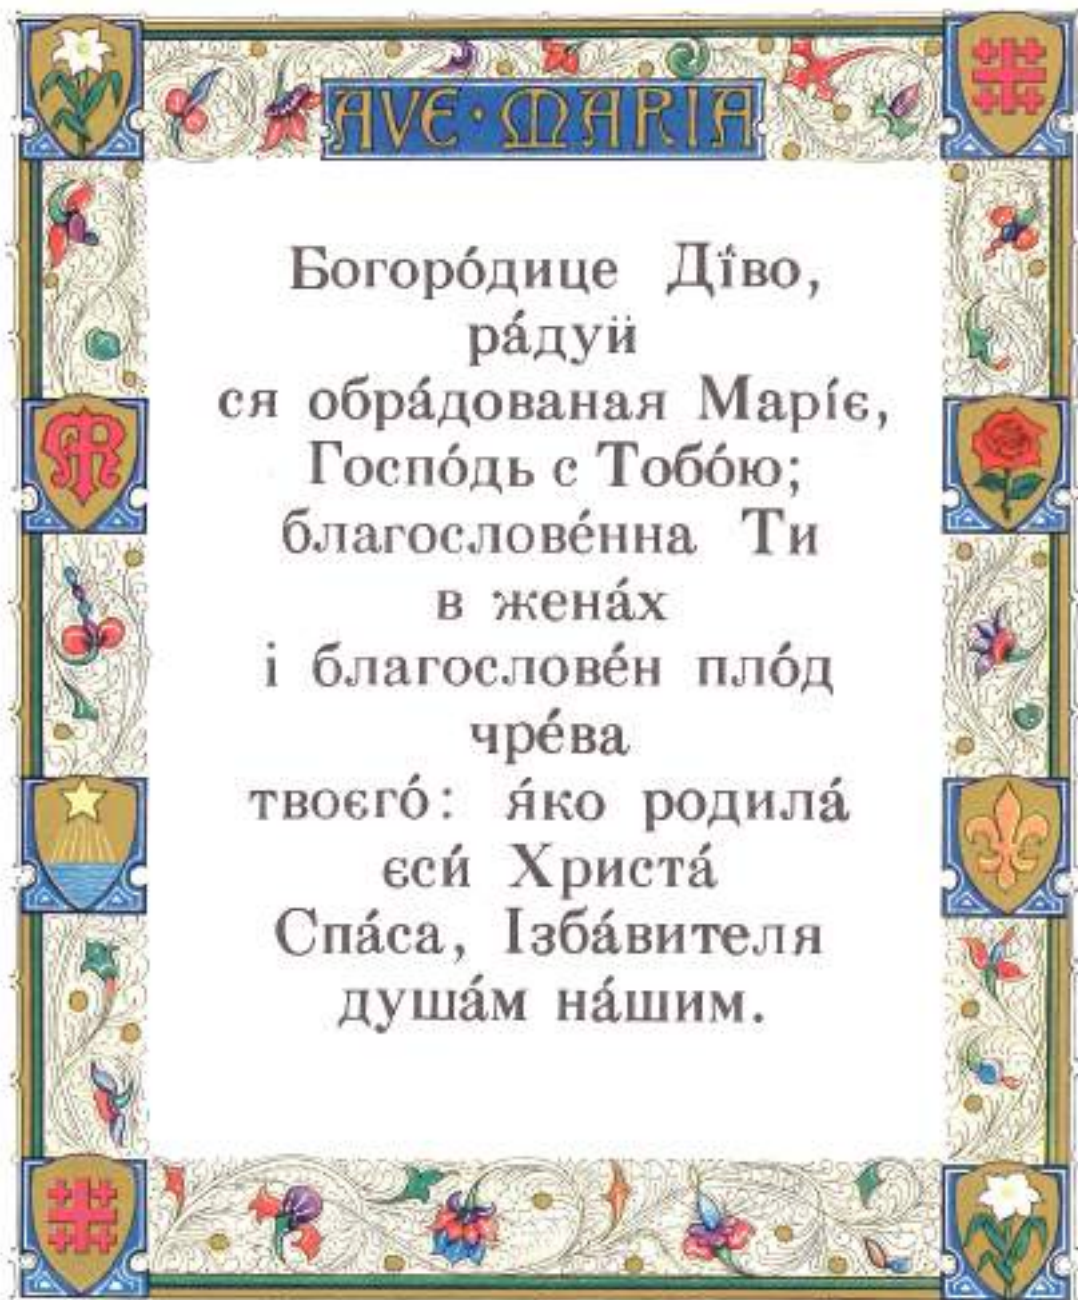 AVE · MARIA
Богоро́дице Ді́во,
ра́дуй
ся обра́дованая Марі́є,
Госпо́дь с Тобо́ю;
благослове́нна Ти
в жена́х
і благослове́н пло́д
чре́ва
твоєго́: я́ко родила́
єси́ Христа́
Спа́са, Ізба́вителя
душа́м на́шим.